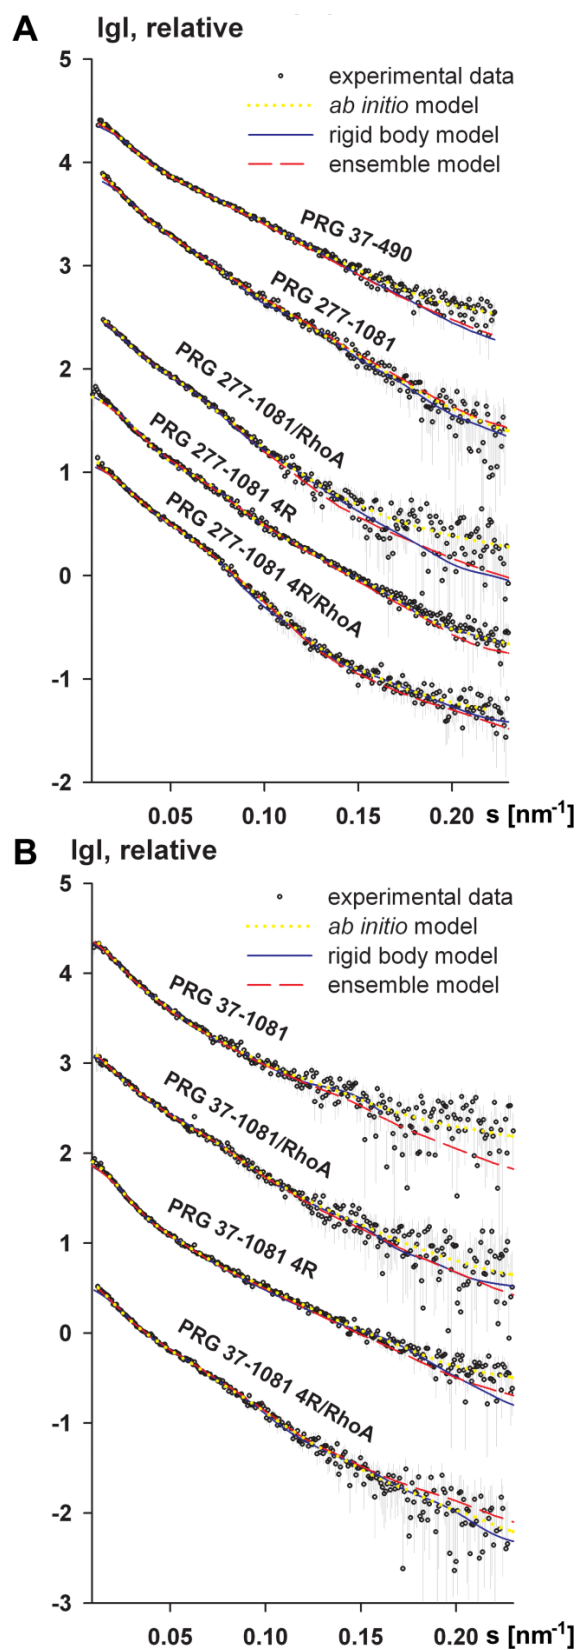 A lgI, relative
5
experimental data
ab initio model
rigid body model
ensemble model
4
PRG 37-490
3
PRG 277-1081
2
PRG 277-1081/RhoA
1
PRG 277-1081 4R
0
PRG 277-1081 4R/RhoA
-1
-2
0.05 0.10 0.15 0.20 s [nm-1]
B lgI, relative
5
experimental data
ab initio model
rigid body model
ensemble model
4
PRG 37-1081
3
PRG 37-1081/RhoA
2
1
PRG 37-1081 4R
0
PRG 37-1081 4R/RhoA
-1
-2
-3
0.05 0.10 0.15 0.20 s [nm-1]